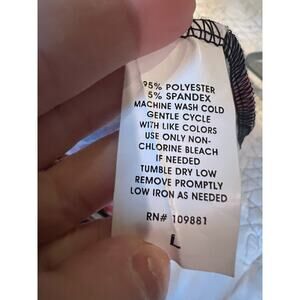 95% POLYESTER
5% SPANDEX
MACHINE WASH COLD
GENTLE CYCLE
WITH LIKE COLORS
USE ONLY NON-
CHLORINE BLEACH
IF NEEDED
TUMBLE DRY LOW
REMOVE PROMPTLY
LOW IRON AS NEEDED
RN# 109881
L